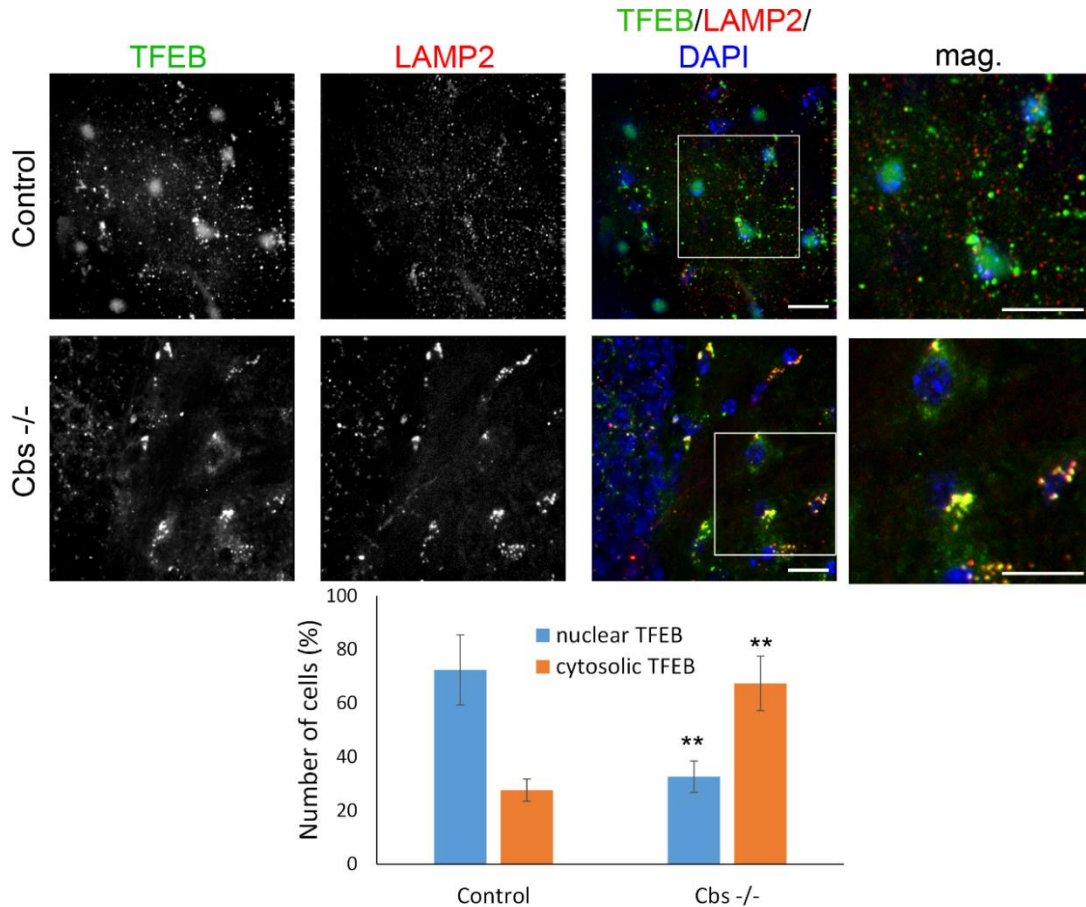 TFEB
LAMP2
TFEB/LAMP2/
DAPI
mag.
Control
Cbs -/-
100
80
60
40
20
0
Number of cells (%)
nuclear TFEB
cytosolic TFEB
**
**
Control
Cbs -/-